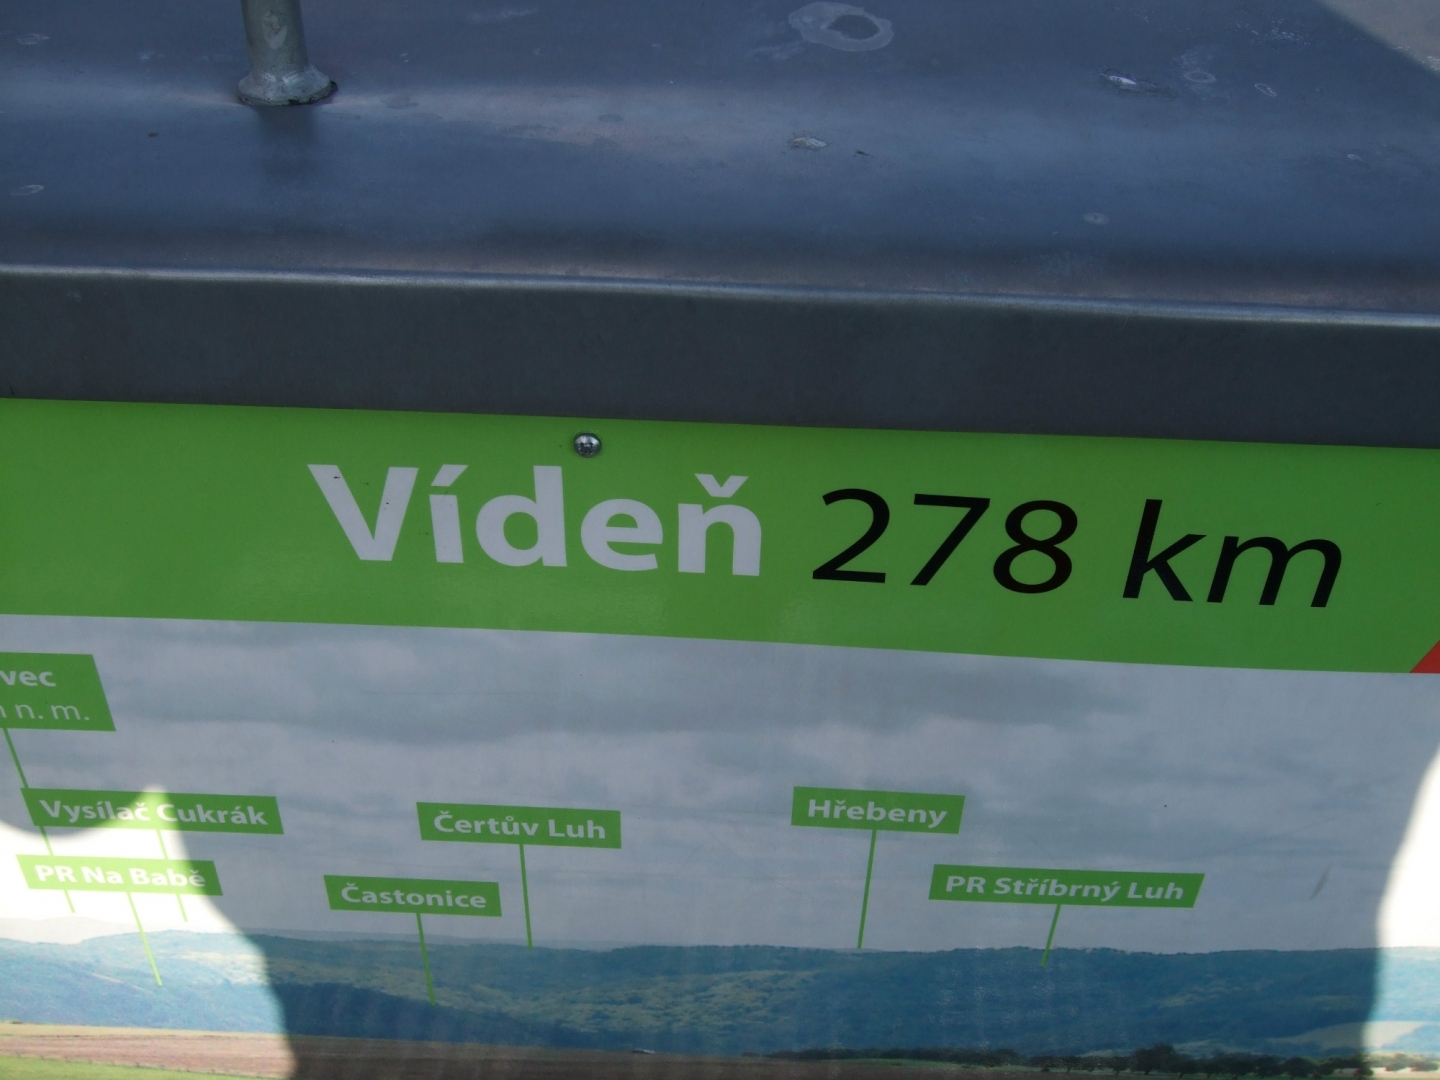 Vídeň 278 km
vec
n. m.
Vysílač Cukrák
PR Na Babě
Častonice
Čertův Luh
Hřebeny
PR Stříbrný Luh